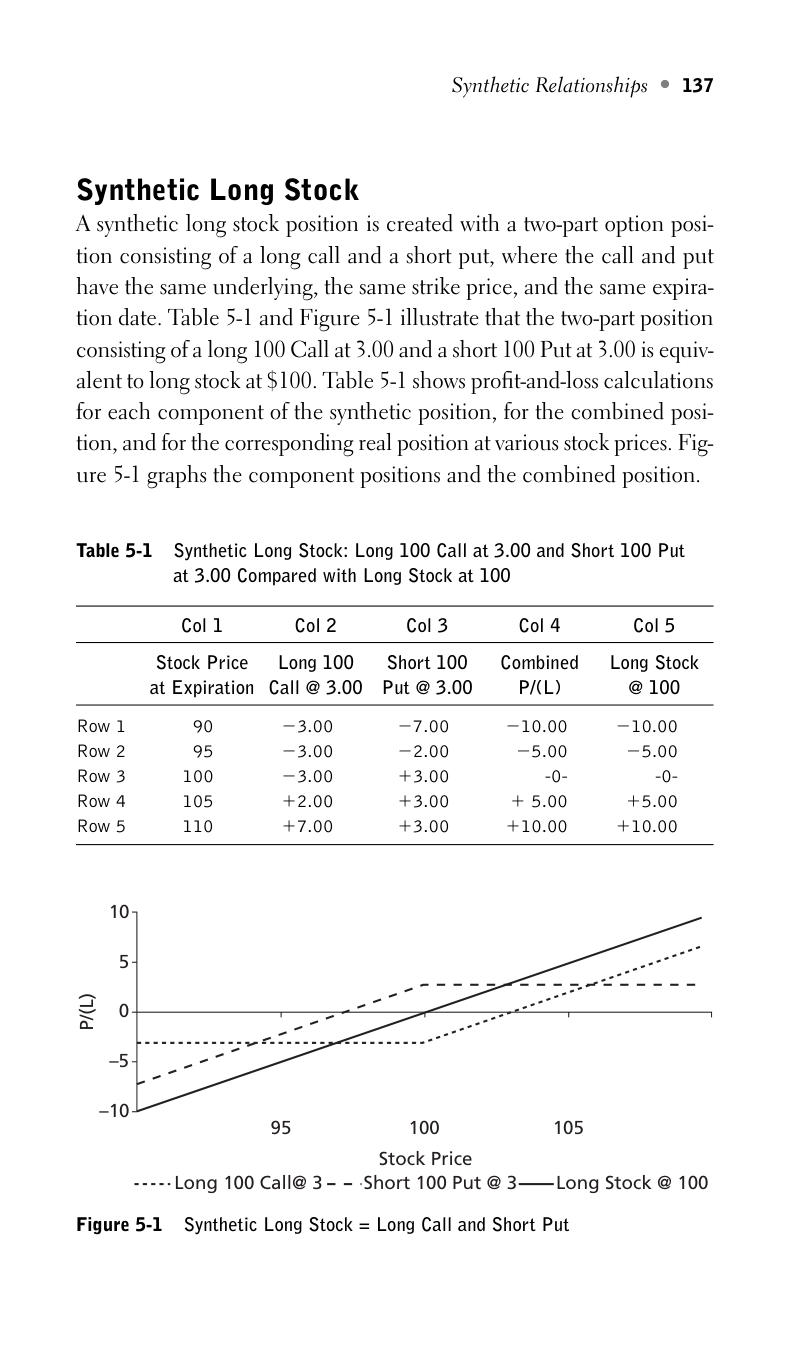 Synthetic Relationships • 137
Synthetic Long Stock
A synthetic long stock position is created with a two-part option posi-
tion consisting of a long call and a short put, where the call and put
have the same underlying, the same strike price, and the same expira-
tion date. Table 5-1 and Figure 5-1 illustrate that the two-part position
consisting of a long 100 Call at 3.00 and a short 100 Put at 3.00 is equiv-
alent to long stock at $100. Table 5-1 shows profit-and-loss calculations
for each component of the synthetic position, for the combined posi-
tion, and for the corresponding real position at various stock prices. Fig-
ure 5-1 graphs the component positions and the combined position.
Table 5-1 Synthetic Long Stock: Long 100 Call at 3.00 and Short 100 Put
at 3.00 Compared with Long Stock at 100
Col 1 Col 2 Col 3 Col 4 Col 5
Stock Price Long 100 Short 100 Combined Long Stock
at Expiration Call @ 3.00 Put @ 3.00 P/(L) @ 100
Row 1 90 −3.00 −7.00 −10.00 −10.00
Row 2 95 −3.00 −2.00 −5.00 −5.00
Row 3 100 −3.00 +3.00 -0- -0-
Row 4 105 +2.00 +3.00 + 5.00 +5.00
Row 5 110 +7.00 +3.00 +10.00 +10.00
10
5
0
−5
−10
P/(L)
95 100 105
Stock Price
Long 100 Call@ 3 Short 100 Put @ 3 Long Stock @ 100
Figure 5-1 Synthetic Long Stock = Long Call and Short Put